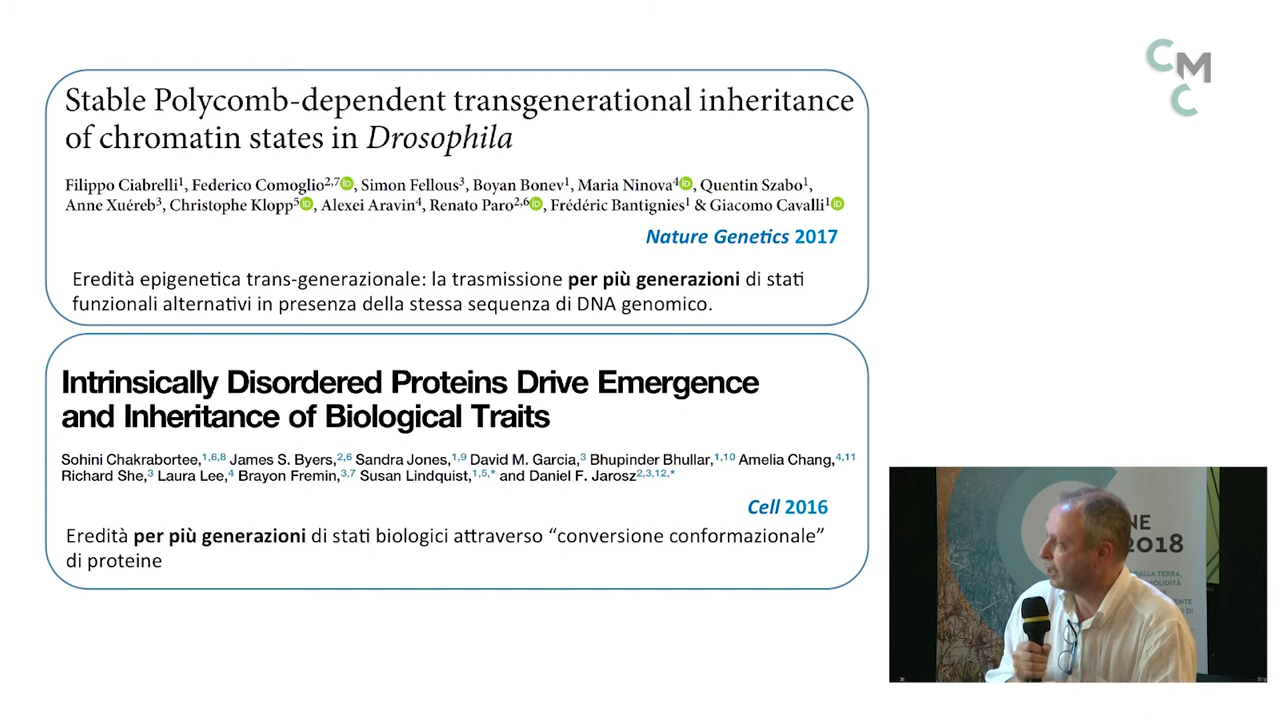 C
M
C
Stable Polycomb-dependent transgenerational inheritance
of chromatin states in Drosophila
Filippo Ciabrelli1, Federico Comoglio2,7, Simon Fellous3, Boyan Bonev1, Maria Ninova4, Quentin Szabo1,
Anne Xuéreb3, Christophe Klopp5, Alexei Aravin4, Renato Paro2,6, Frédéric Bantignies1 & Giacomo Cavalli1
Nature Genetics 2017
Eredità epigenetica trans-generazionale: la trasmissione per più generazioni di stati
funzionali alternativi in presenza della stessa sequenza di DNA genomico.
Intrinsically Disordered Proteins Drive Emergence
and Inheritance of Biological Traits
Sohini Chakrabortee,1,6,8 James S. Byers,2,6 Sandra Jones,1,9 David M. Garcia,3 Bhupinder Bhullar,1,10 Amelia Chang,4,11
Richard She,3 Laura Lee,4 Brayon Fremin,3,7 Susan Lindquist,1,5,* and Daniel F. Jarosz2,3,12,*
Cell 2016
Eredità per più generazioni di stati biologici attraverso “conversione conformazionale”
di proteine
NE
2018
DALLA TERRA,